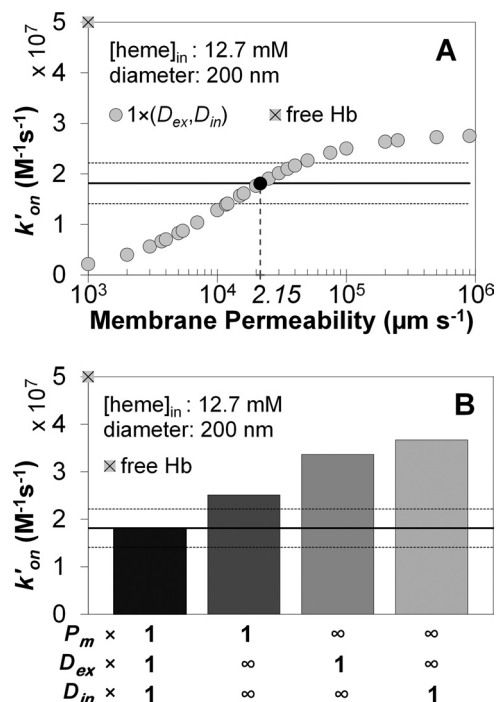 A
× 10⁷
[heme]in : 12.7 mM
diameter: 200 nm
1×(Dex,Din) free Hb
k'on (M⁻¹s⁻¹)
5
4
3
2
1
0
10³ 10⁴ 2.15 10⁵ 10⁶
Membrane Permeability (µm s⁻¹)
B
× 10⁷
[heme]in : 12.7 mM
diameter: 200 nm
free Hb
k'on (M⁻¹s⁻¹)
5
4
3
2
1
0
Pm × 1 1 ∞ ∞
Dex × 1 ∞ 1 ∞
Din × 1 ∞ ∞ 1